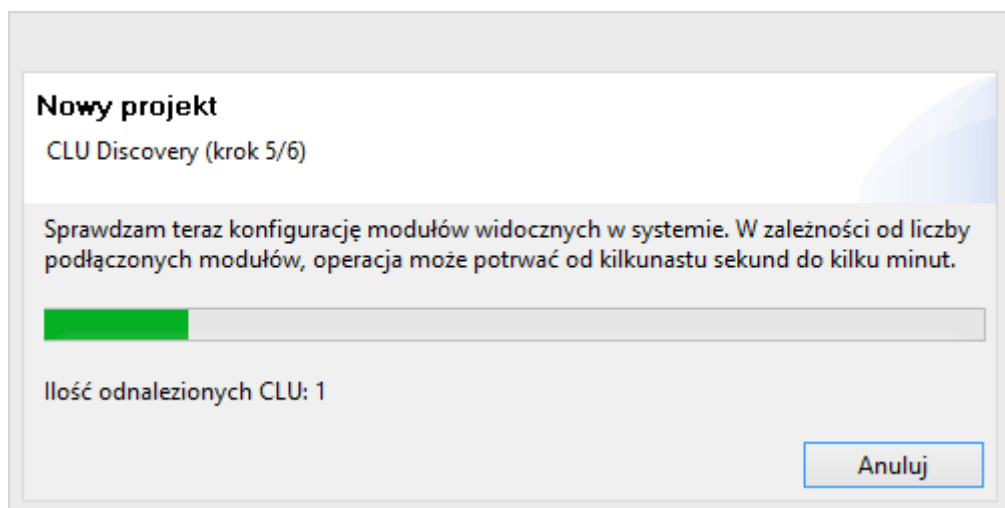 Nowy projekt
CLU Discovery (krok 5/6)
Sprawdzam teraz konfigurację modułów widocznych w systemie. W zależności od liczby
podłączonych modułów, operacja może potrwać od kilkunastu sekund do kilku minut.
Ilość odnalezionych CLU: 1
Anuluj